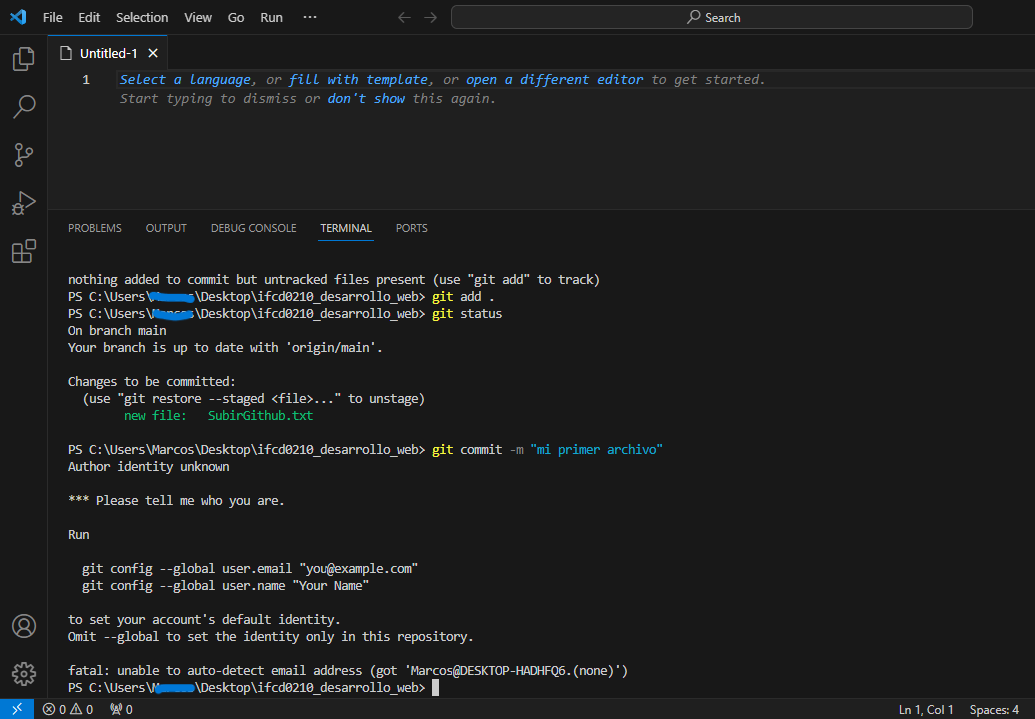 File Edit Selection View Go Run ···
Search
Untitled-1
1 Select a language, or fill with template, or open a different editor to get started.
Start typing to dismiss or don't show this again.
PROBLEMS OUTPUT DEBUG CONSOLE TERMINAL PORTS
nothing added to commit but untracked files present (use "git add" to track)
PS C:\Users\ \Desktop\ifcd0210_desarrollo_web> git add .
PS C:\Users\ \Desktop\ifcd0210_desarrollo_web> git status
On branch main
Your branch is up to date with 'origin/main'.
Changes to be committed:
(use "git restore --staged <file>..." to unstage)
new file: SubirGithub.txt
PS C:\Users\Marcos\Desktop\ifcd0210_desarrollo_web> git commit -m "mi primer archivo"
Author identity unknown
*** Please tell me who you are.
Run
git config --global user.email "you@example.com"
git config --global user.name "Your Name"
to set your account's default identity.
Omit --global to set the identity only in this repository.
fatal: unable to auto-detect email address (got 'Marcos@DESKTOP-HADHFQ6.(none)')
PS C:\Users\ \Desktop\ifcd0210_desarrollo_web>
0 0 0 Ln 1, Col 1 Spaces: 4